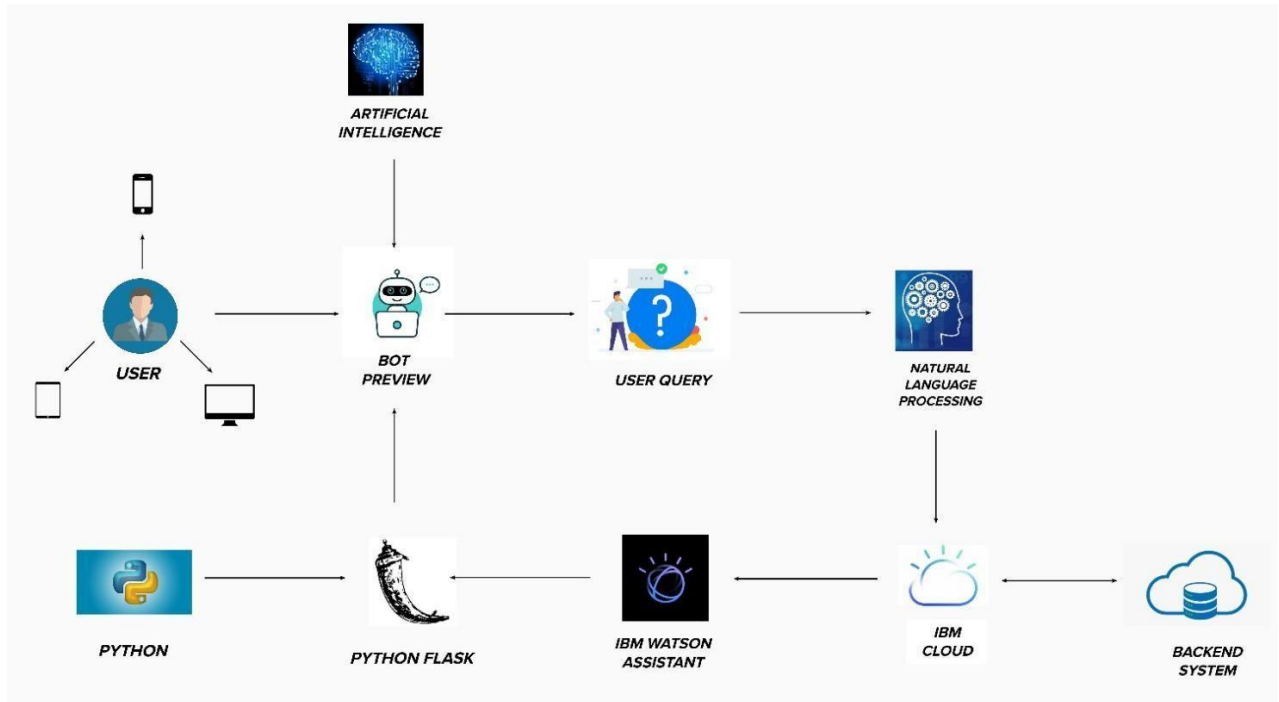 ARTIFICIAL
INTELLIGENCE
USER
BOT
PREVIEW
USER QUERY
NATURAL
LANGUAGE
PROCESSING
PYTHON
PYTHON FLASK
IBM WATSON
ASSISTANT
IBM
CLOUD
BACKEND
SYSTEM